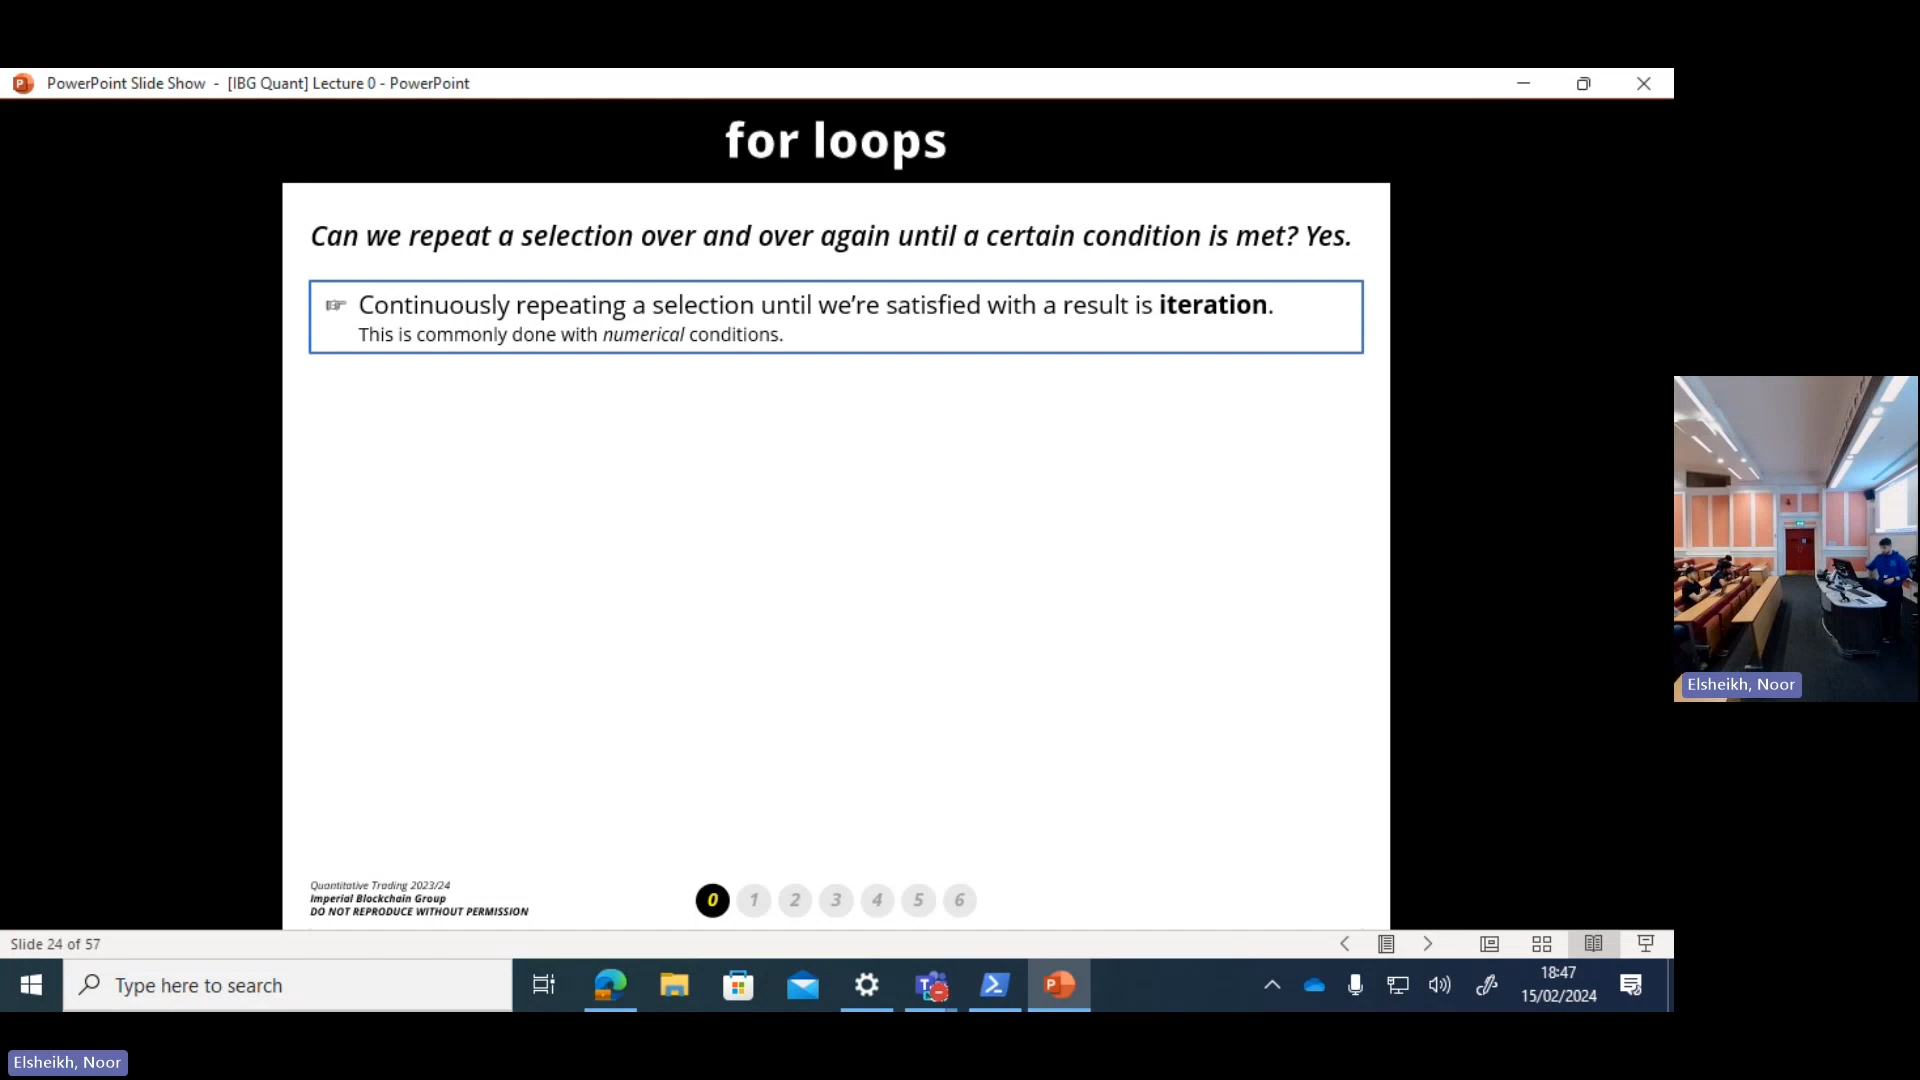 PowerPoint Slide Show - [IBG Quant] Lecture 0 - PowerPoint
for loops
Can we repeat a selection over and over again until a certain condition is met? Yes.
☞ Continuously repeating a selection until we’re satisfied with a result is iteration.
This is commonly done with numerical conditions.
Quantitative Trading 2023/24
Imperial Blockchain Group
DO NOT REPRODUCE WITHOUT PERMISSION
0 1 2 3 4 5 6
Elsheikh, Noor
Slide 24 of 57
Type here to search
18:47
15/02/2024
Elsheikh, Noor